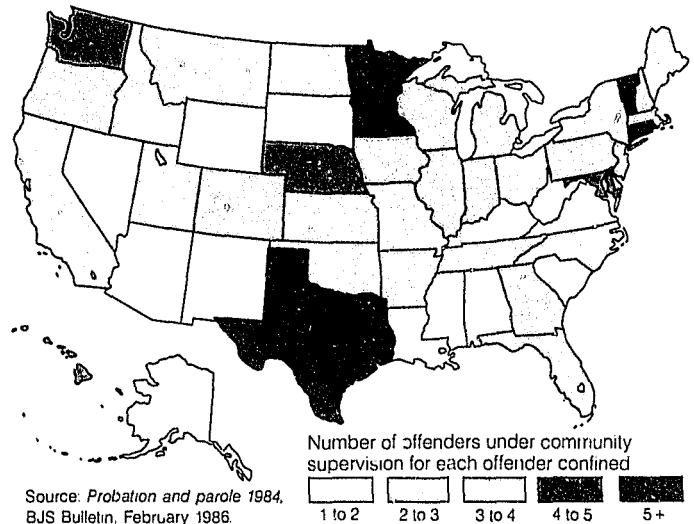 Number of offenders under community
supervision for each offender confined
1 to 2 2 to 3 3 to 4 4 to 5 5+
Source: Probation and parole 1984,
BJS Bulletin, February 1986.